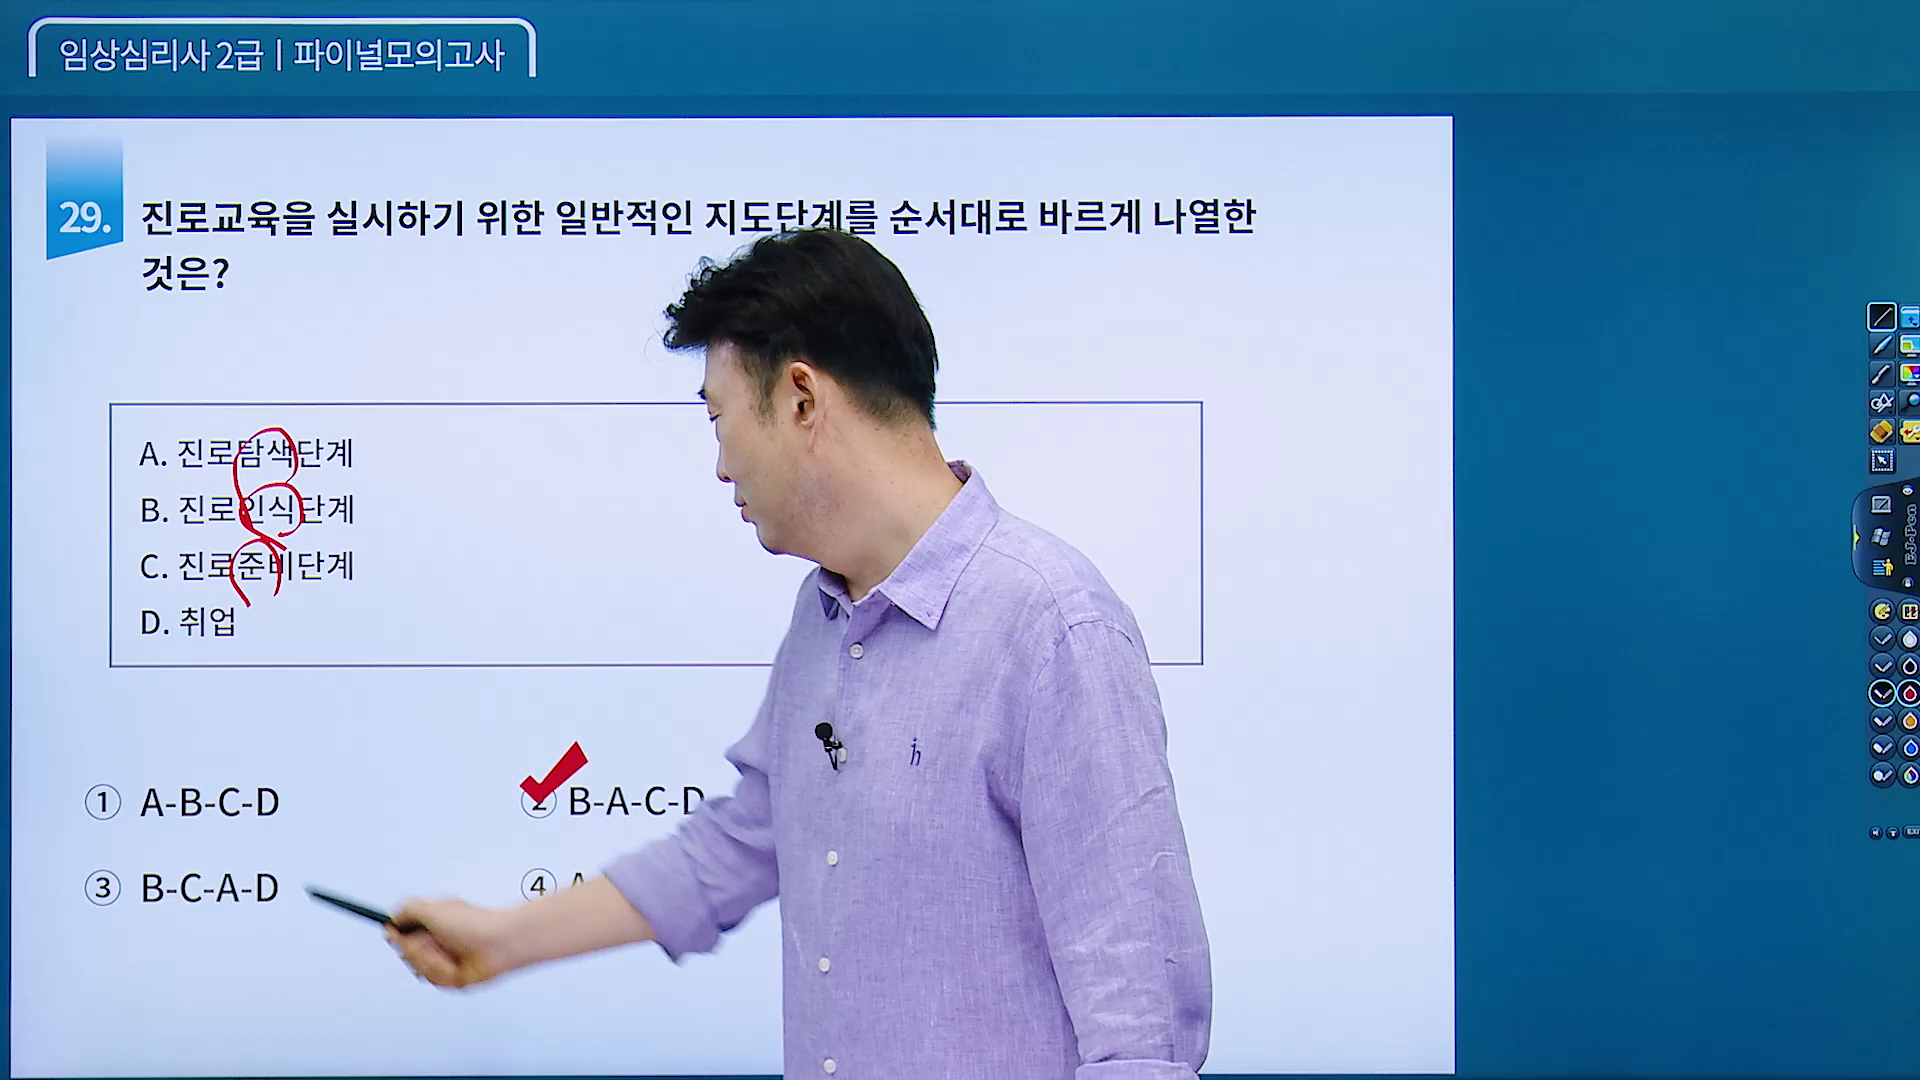 임상심리사 2급 | 파이널모의고사
29. 진로교육을 실시하기 위한 일반적인 지도단계를 순서대로 바르게 나열한
것은?
A. 진로탐색단계
B. 진로인식단계
C. 진로준비단계
D. 취업
① A-B-C-D
② B-A-C-D
③ B-C-A-D
④